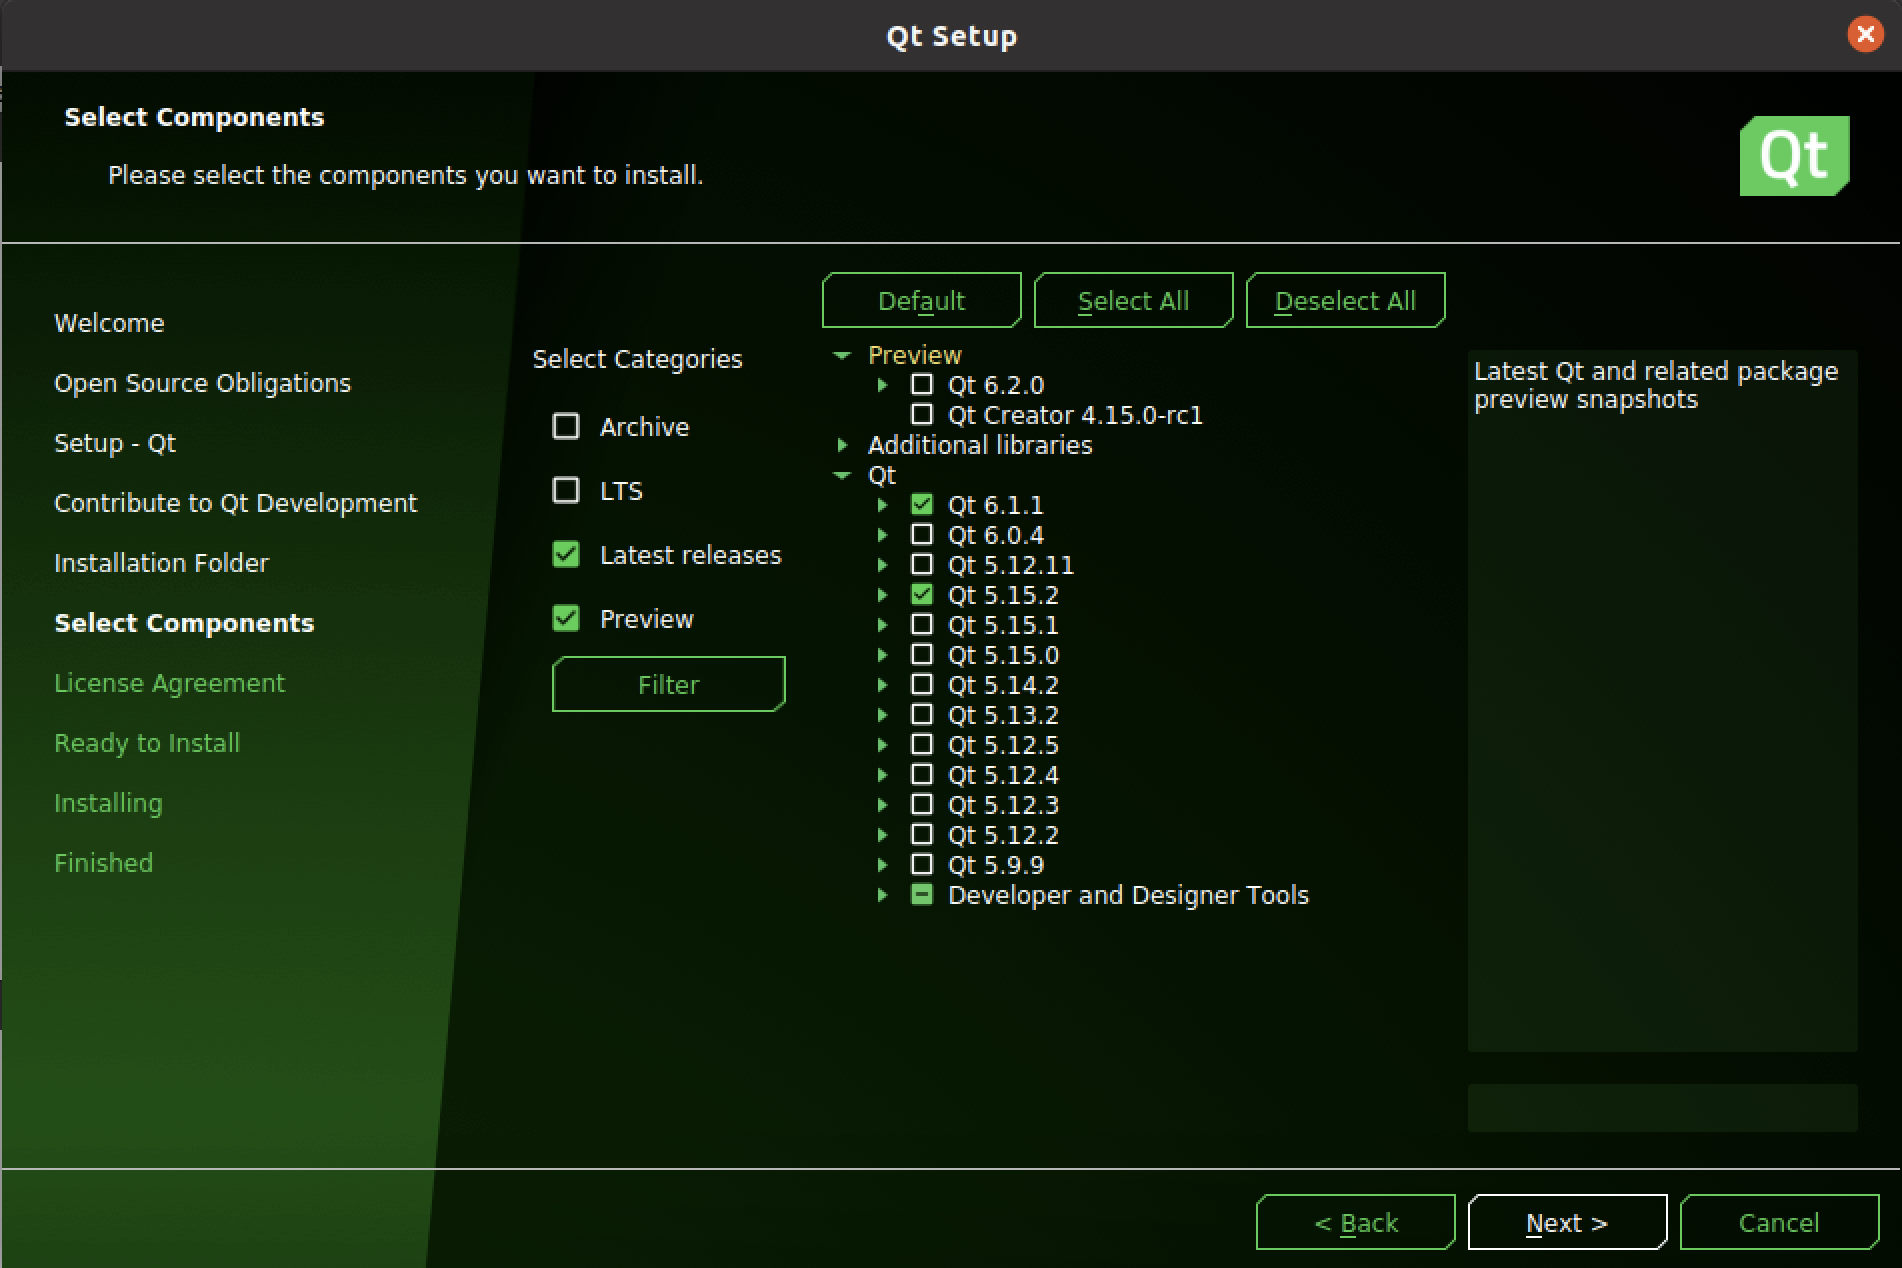 Qt Setup
Select Components
Please select the components you want to install.
Qt
Welcome
Open Source Obligations
Setup - Qt
Contribute to Qt Development
Installation Folder
Select Components
License Agreement
Ready to Install
Installing
Finished
Select Categories
Archive
LTS
Latest releases
Preview
Filter
Default
Select All
Deselect All
Preview
Qt 6.2.0
Qt Creator 4.15.0-rc1
Additional libraries
Qt
Qt 6.1.1
Qt 6.0.4
Qt 5.12.11
Qt 5.15.2
Qt 5.15.1
Qt 5.15.0
Qt 5.14.2
Qt 5.13.2
Qt 5.12.5
Qt 5.12.4
Qt 5.12.3
Qt 5.12.2
Qt 5.9.9
Developer and Designer Tools
Latest Qt and related package
preview snapshots
< Back
Next >
Cancel